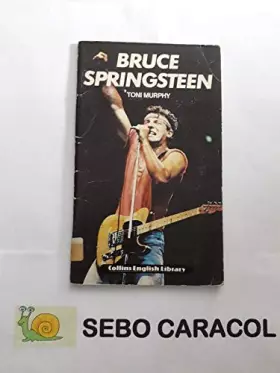 BRUCE
SPRINGSTEEN
TONI MURPHY
Collins English Library
SEBO CARACOL